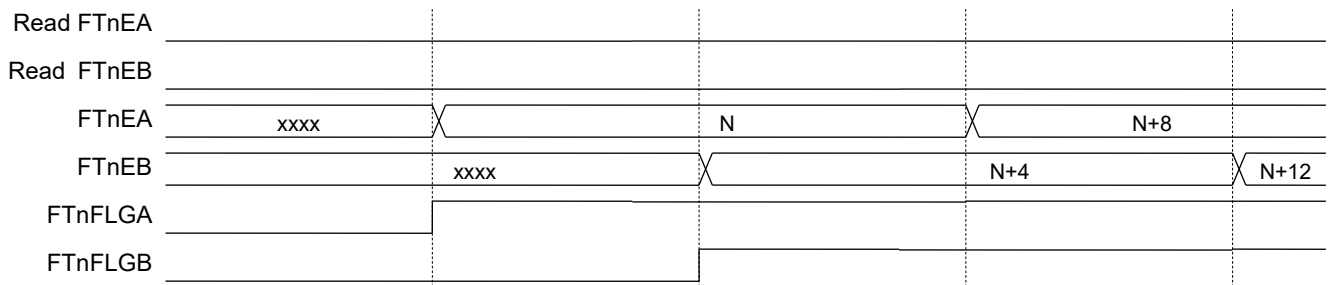 Read FTnEA
Read FTnEB
FTnEA xxxx N N+8
FTnEB xxxx N+4 N+12
FTnFLGA
FTnFLGB